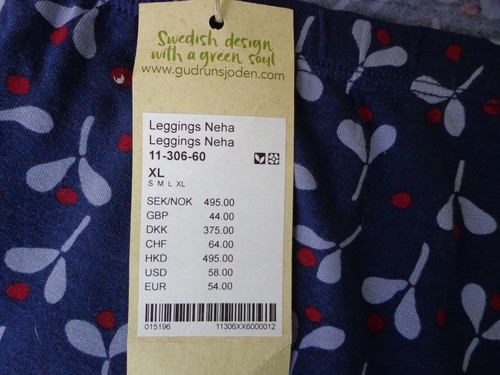 Swedish design
with a green soul
www.gudrunsjoden.com
Leggings Neha
Leggings Neha
11-306-60
XL
S M L XL
SEK/NOK 495.00
GBP 44.00
DKK 375.00
CHF 64.00
HKD 495.00
USD 58.00
EUR 54.00
015196 11306XX6000012